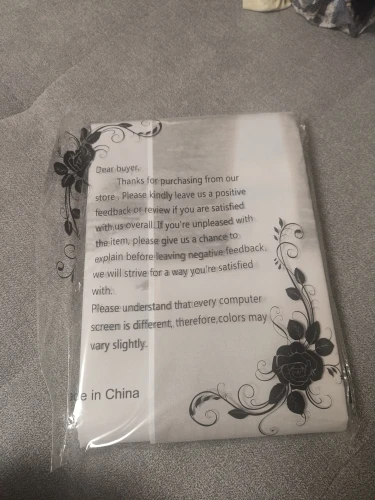 Dear buyer,
Thanks for purchasing from our
store. Please kindly leave us a positive
feedback or review if you are satisfied
with us overall. If you're unpleased with
the item, please give us a chance to
explain before leaving negative feedback,
we will strive for a way you're satisfied
with.
Please understand that every computer
screen is different, therefore,colors may
vary slightly.
in China